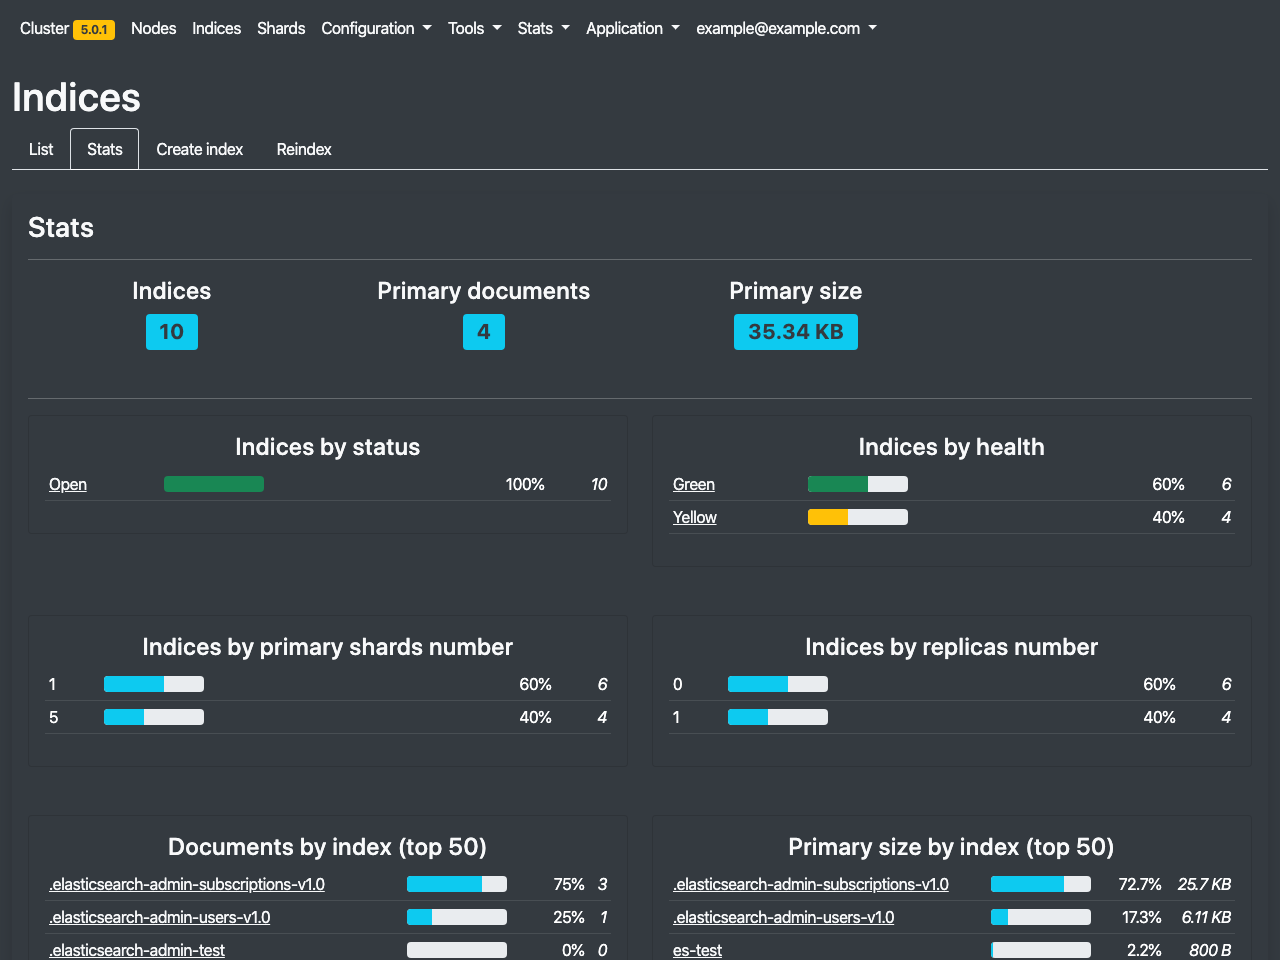 Cluster 5.0.1 Nodes Indices Shards Configuration Tools Stats Application example@example.com
Indices
List Stats Create index Reindex
Stats
Indices Primary documents Primary size
10 4 35.34 KB
Indices by status
Open 100% 10
Indices by health
Green 60% 6
Yellow 40% 4
Indices by primary shards number
1 60% 6
5 40% 4
Indices by replicas number
0 60% 6
1 40% 4
Documents by index (top 50)
.elasticsearch-admin-subscriptions-v1.0 75% 3
.elasticsearch-admin-users-v1.0 25% 1
.elasticsearch-admin-test 0% 0
Primary size by index (top 50)
.elasticsearch-admin-subscriptions-v1.0 72.7% 25.7 KB
.elasticsearch-admin-users-v1.0 17.3% 6.11 KB
es-test 2.2% 800 B